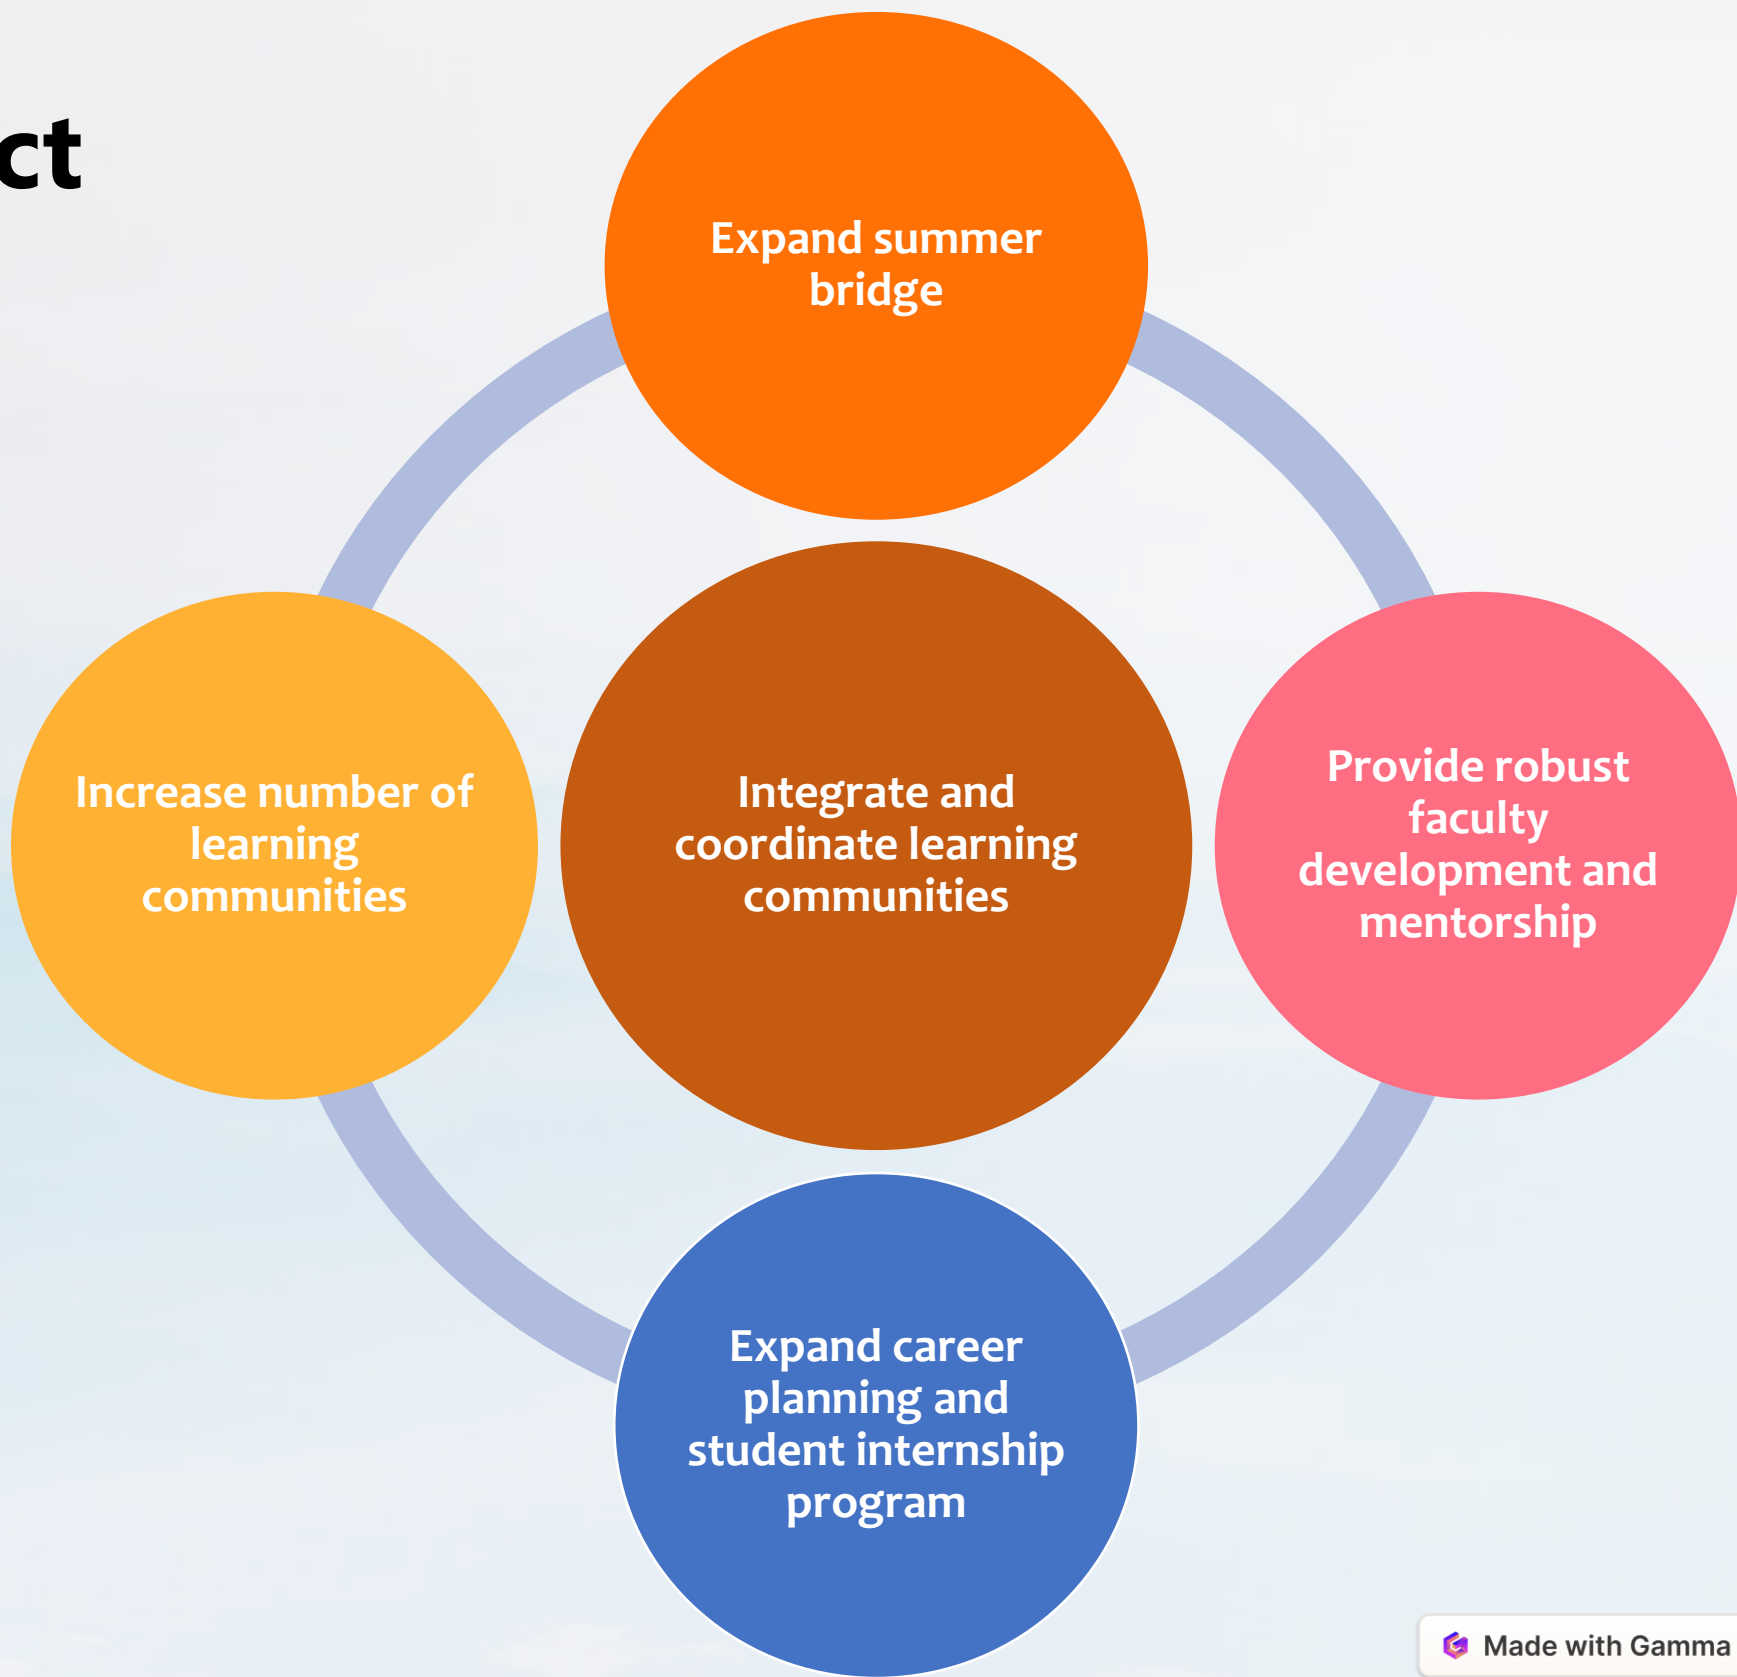 ct
Expand summer
bridge
Increase number of
learning
communities
Integrate and
coordinate learning
communities
Provide robust
faculty
development and
mentorship
Expand career
planning and
student internship
program
Made with Gamma